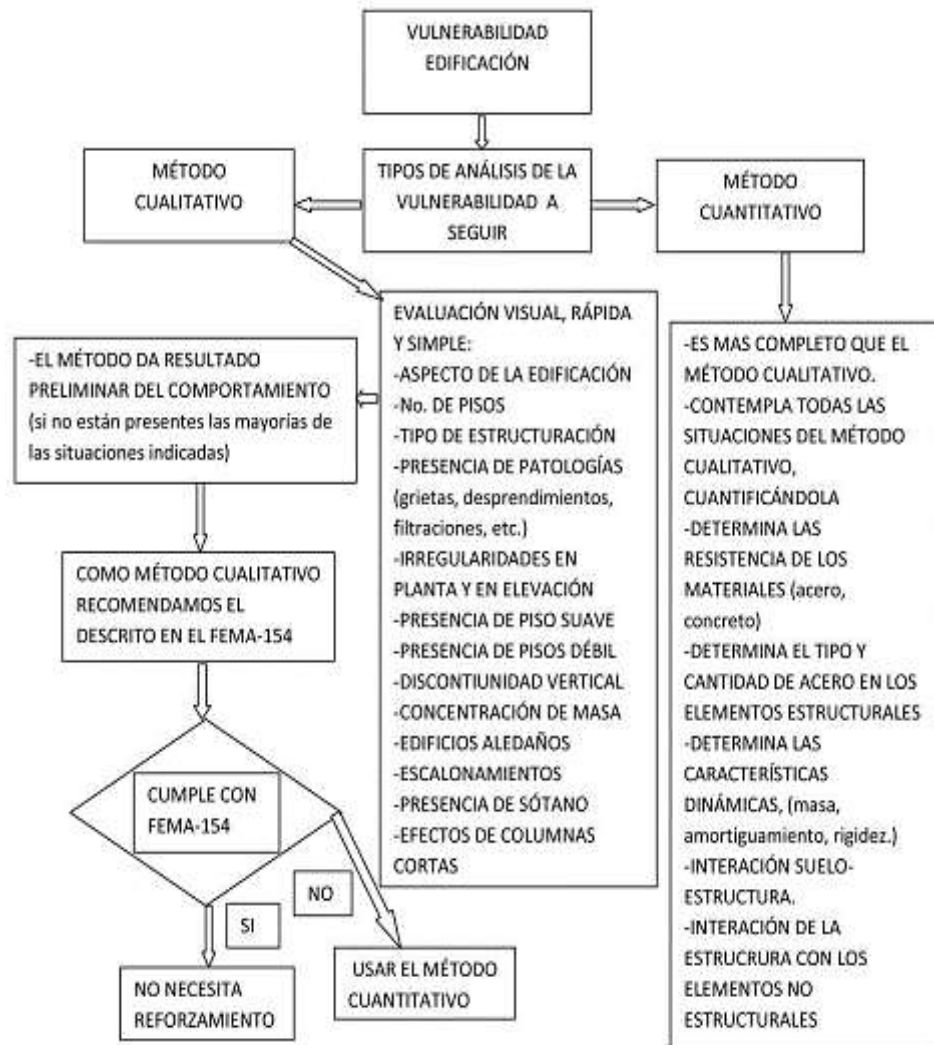 VULNERABILIDAD
EDIFICACIÓN
TIPOS DE ANÁLISIS DE LA
VULNERABILIDAD A
SEGUIR
MÉTODO
CUALITATIVO
MÉTODO
CUANTITATIVO
EVALUACIÓN VISUAL, RÁPIDA
Y SIMPLE:
-ASPECTO DE LA EDIFICACIÓN
-No. DE PISOS
-TIPO DE ESTRUCTURACIÓN
-PRESENCIA DE PATOLOGÍAS
(grietas, desprendimientos,
filtraciones, etc.)
-IRREGULARIDADES EN
PLANTA Y EN ELEVACIÓN
-PRESENCIA DE PISO SUAVE
-PRESENCIA DE PISOS DÉBIL
-DISCONTIUNIDAD VERTICAL
-CONCENTRACIÓN DE MASA
-EDIFICIOS ALEDAÑOS
-ESCALONAMIENTOS
-PRESENCIA DE SÓTANO
-EFECTOS DE COLUMNAS
CORTAS
-EL MÉTODO DA RESULTADO
PRELIMINAR DEL COMPORTAMIENTO
(si no están presentes las mayorías de
las situaciones indicadas)
COMO MÉTODO CUALITATIVO
RECOMENDAMOS EL
DESCRITO EN EL FEMA-154
CUMPLE CON
FEMA-154
SI
NO
NO NECESITA
REFORZAMIENTO
USAR EL MÉTODO
CUANTITATIVO
-ES MAS COMPLETO QUE EL
MÉTODO CUALITATIVO.
-CONTEMPLA TODAS LAS
SITUACIONES DEL MÉTODO
CUALITATIVO,
CUANTIFICÁNDOLA
-DETERMINA LAS
RESISTENCIA DE LOS
MATERIALES (acero,
concreto)
-DETERMINA EL TIPO Y
CANTIDAD DE ACERO EN LOS
ELEMENTOS ESTRUCTURALES
-DETERMINA LAS
CARACTERÍSTICAS
DINÁMICAS, (masa,
amortiguamiento, rigidez.)
-INTERACIÓN SUELO-
ESTRUCTURA.
-INTERACIÓN DE LA
ESTRUCRURA CON LOS
ELEMENTOS NO
ESTRUCTURALES